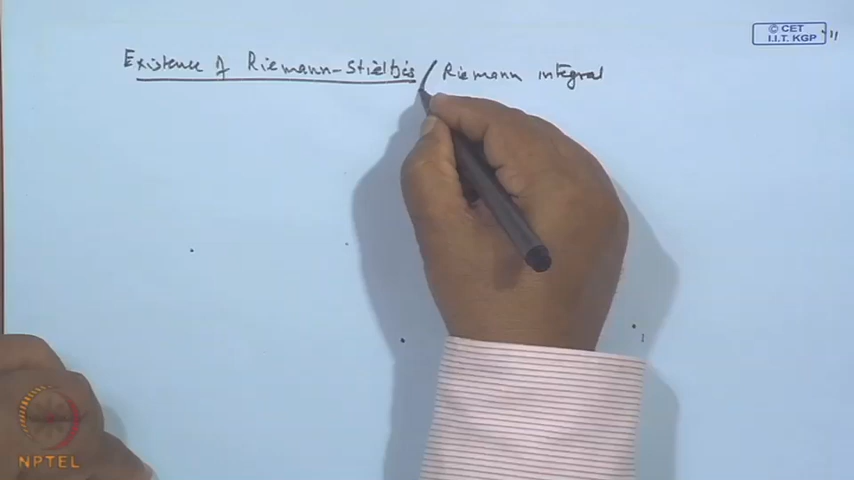 © CET
I.I.T. KGP
Existence of Riemann-Stieltjes / Riemann integral
NPTEL